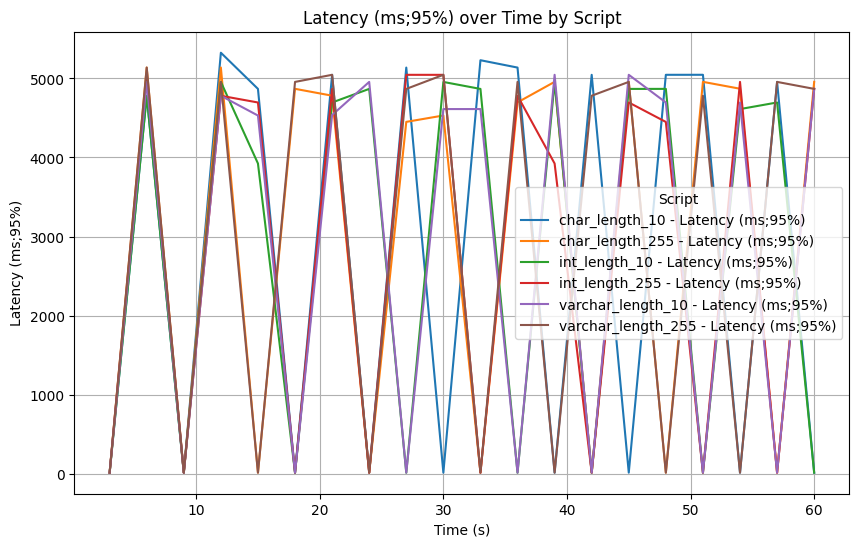 Latency (ms;95%) over Time by Script
Latency (ms;95%)
5000
4000
3000
2000
1000
0
Script
char_length_10 - Latency (ms;95%)
char_length_255 - Latency (ms;95%)
int_length_10 - Latency (ms;95%)
int_length_255 - Latency (ms;95%)
varchar_length_10 - Latency (ms;95%)
varchar_length_255 - Latency (ms;95%)
10 20 30 40 50 60
Time (s)